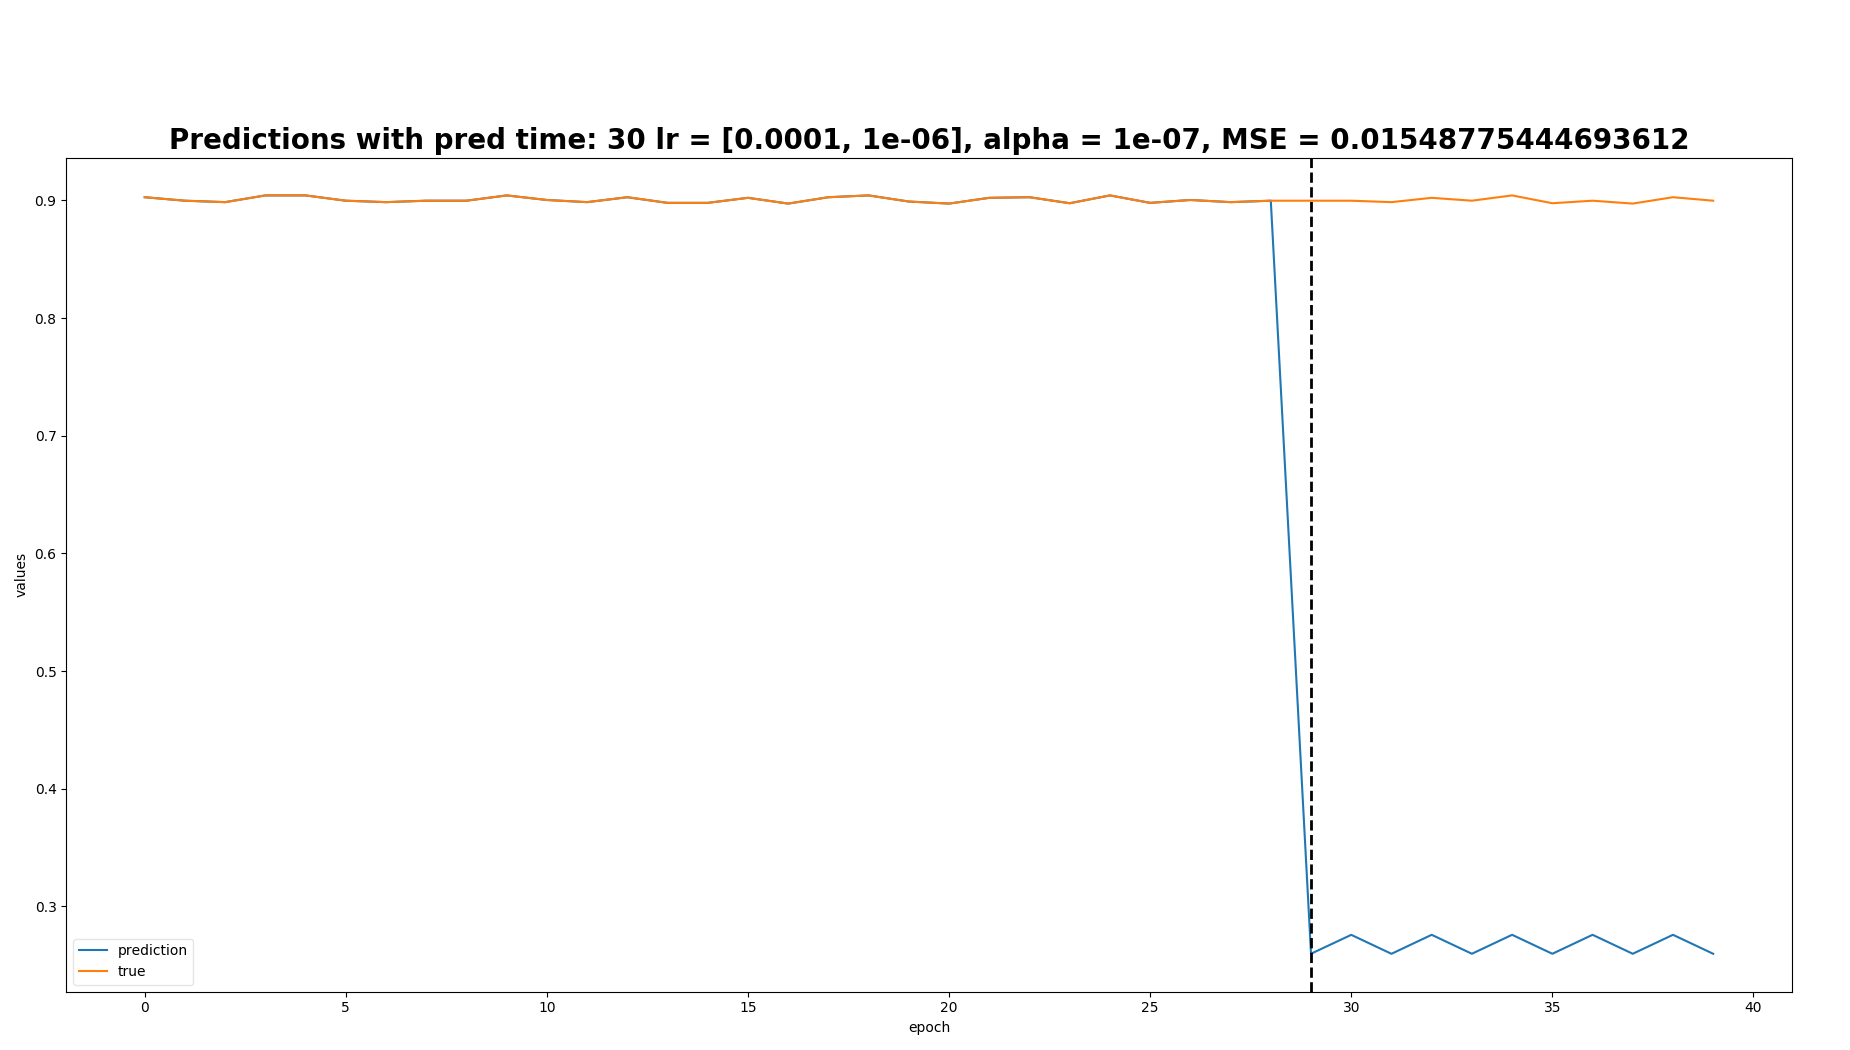 Predictions with pred time: 30 lr = [0.0001, 1e-06], alpha = 1e-07, MSE = 0.01548775444693612
0.9
0.8
0.7
0.6
0.5
0.4
0.3
values
prediction
true
0 5 10 15 20 25 30 35 40
epoch